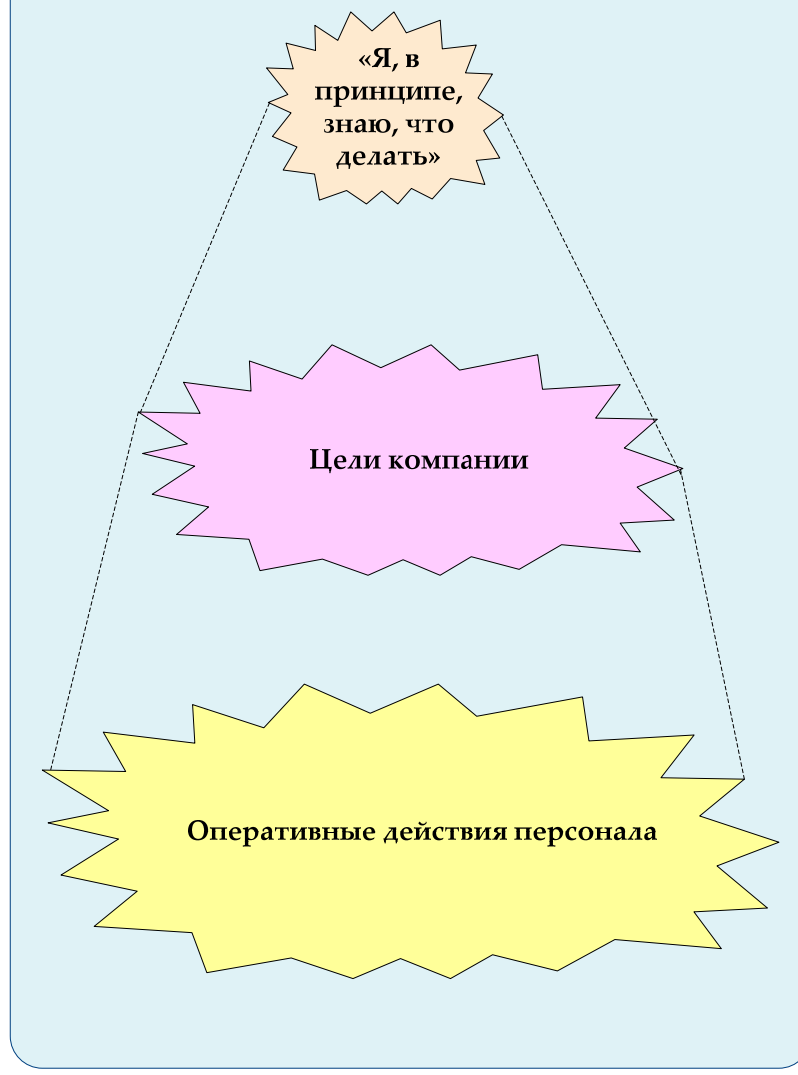 «Я, в
принципе,
знаю, что
делать»
Цели компании
Оперативные действия персонала